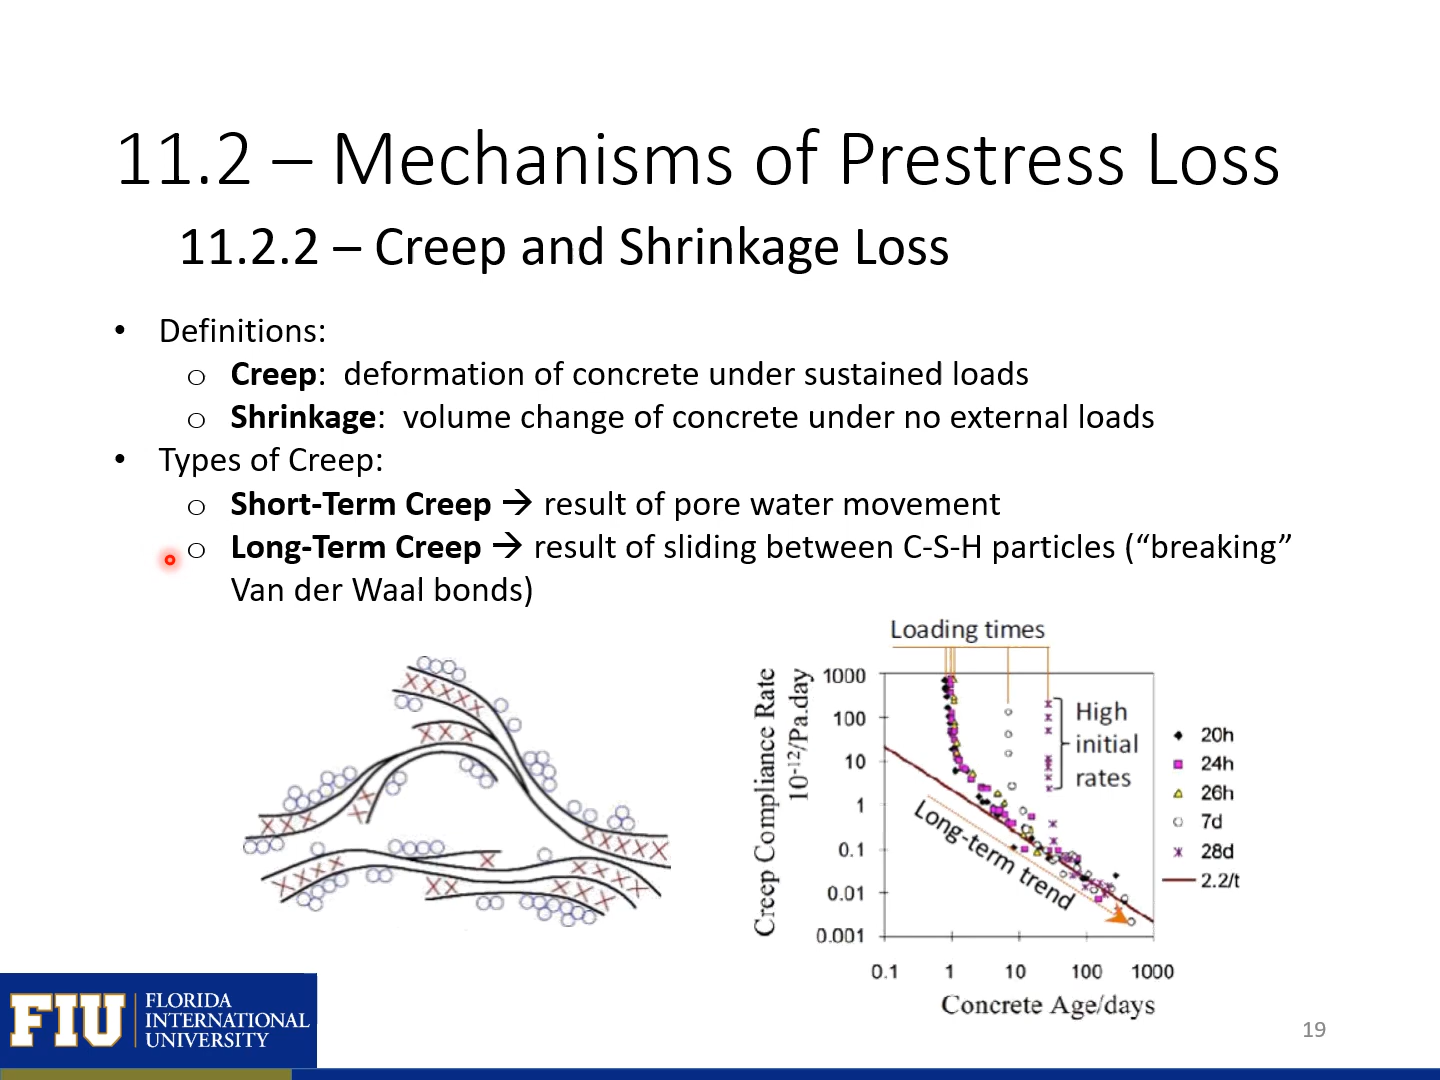 11.2 – Mechanisms of Prestress Loss
11.2.2 – Creep and Shrinkage Loss
• Definitions:
o Creep: deformation of concrete under sustained loads
o Shrinkage: volume change of concrete under no external loads
• Types of Creep:
o Short-Term Creep → result of pore water movement
o Long-Term Creep → result of sliding between C-S-H particles (“breaking”
Van der Waal bonds)
Loading times
Creep Compliance Rate
10-12/Pa.day
1000
100
10
1
0.1
0.01
0.001
High
initial
rates
Long-term trend
20h
24h
26h
7d
28d
2.2/t
0.1 1 10 100 1000
Concrete Age/days
FIU
FLORIDA
INTERNATIONAL
UNIVERSITY
19